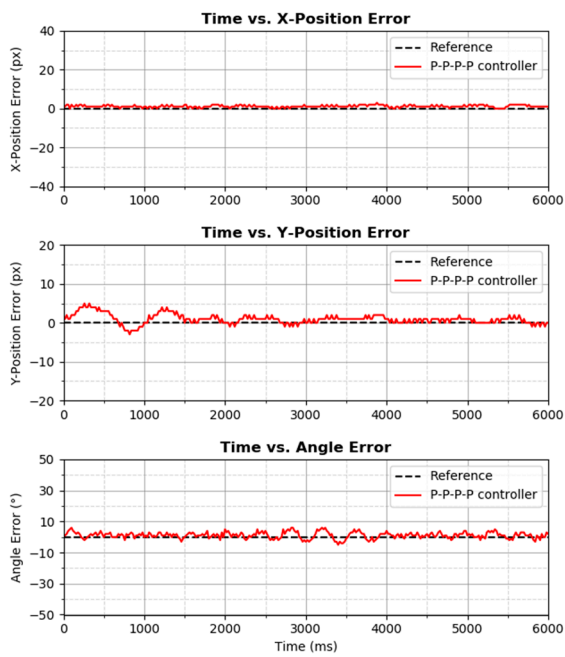 Time vs. X-Position Error
X-Position Error (px)
40
20
0
−20
−40
Reference
P-P-P-P controller
0 1000 2000 3000 4000 5000 6000
Time vs. Y-Position Error
Y-Position Error (px)
20
10
0
−10
−20
Reference
P-P-P-P controller
0 1000 2000 3000 4000 5000 6000
Time vs. Angle Error
Angle Error (°)
50
30
10
−10
−30
−50
Reference
P-P-P-P controller
0 1000 2000 3000 4000 5000 6000
Time (ms)